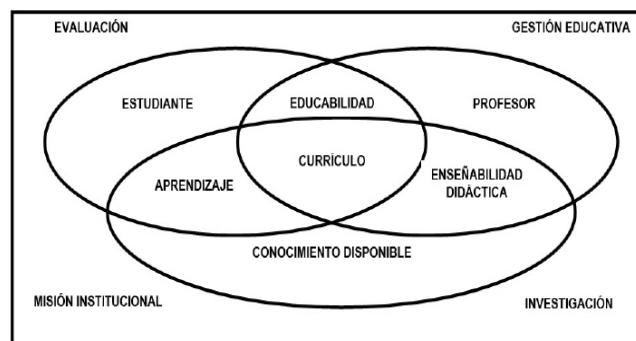 EVALUACIÓN
GESTIÓN EDUCATIVA
ESTUDIANTE
EDUCABILIDAD
PROFESOR
CURRÍCULO
APRENDIZAJE
ENSEÑABILIDAD
DIDÁCTICA
CONOCIMIENTO DISPONIBLE
MISIÓN INSTITUCIONAL
INVESTIGACIÓN